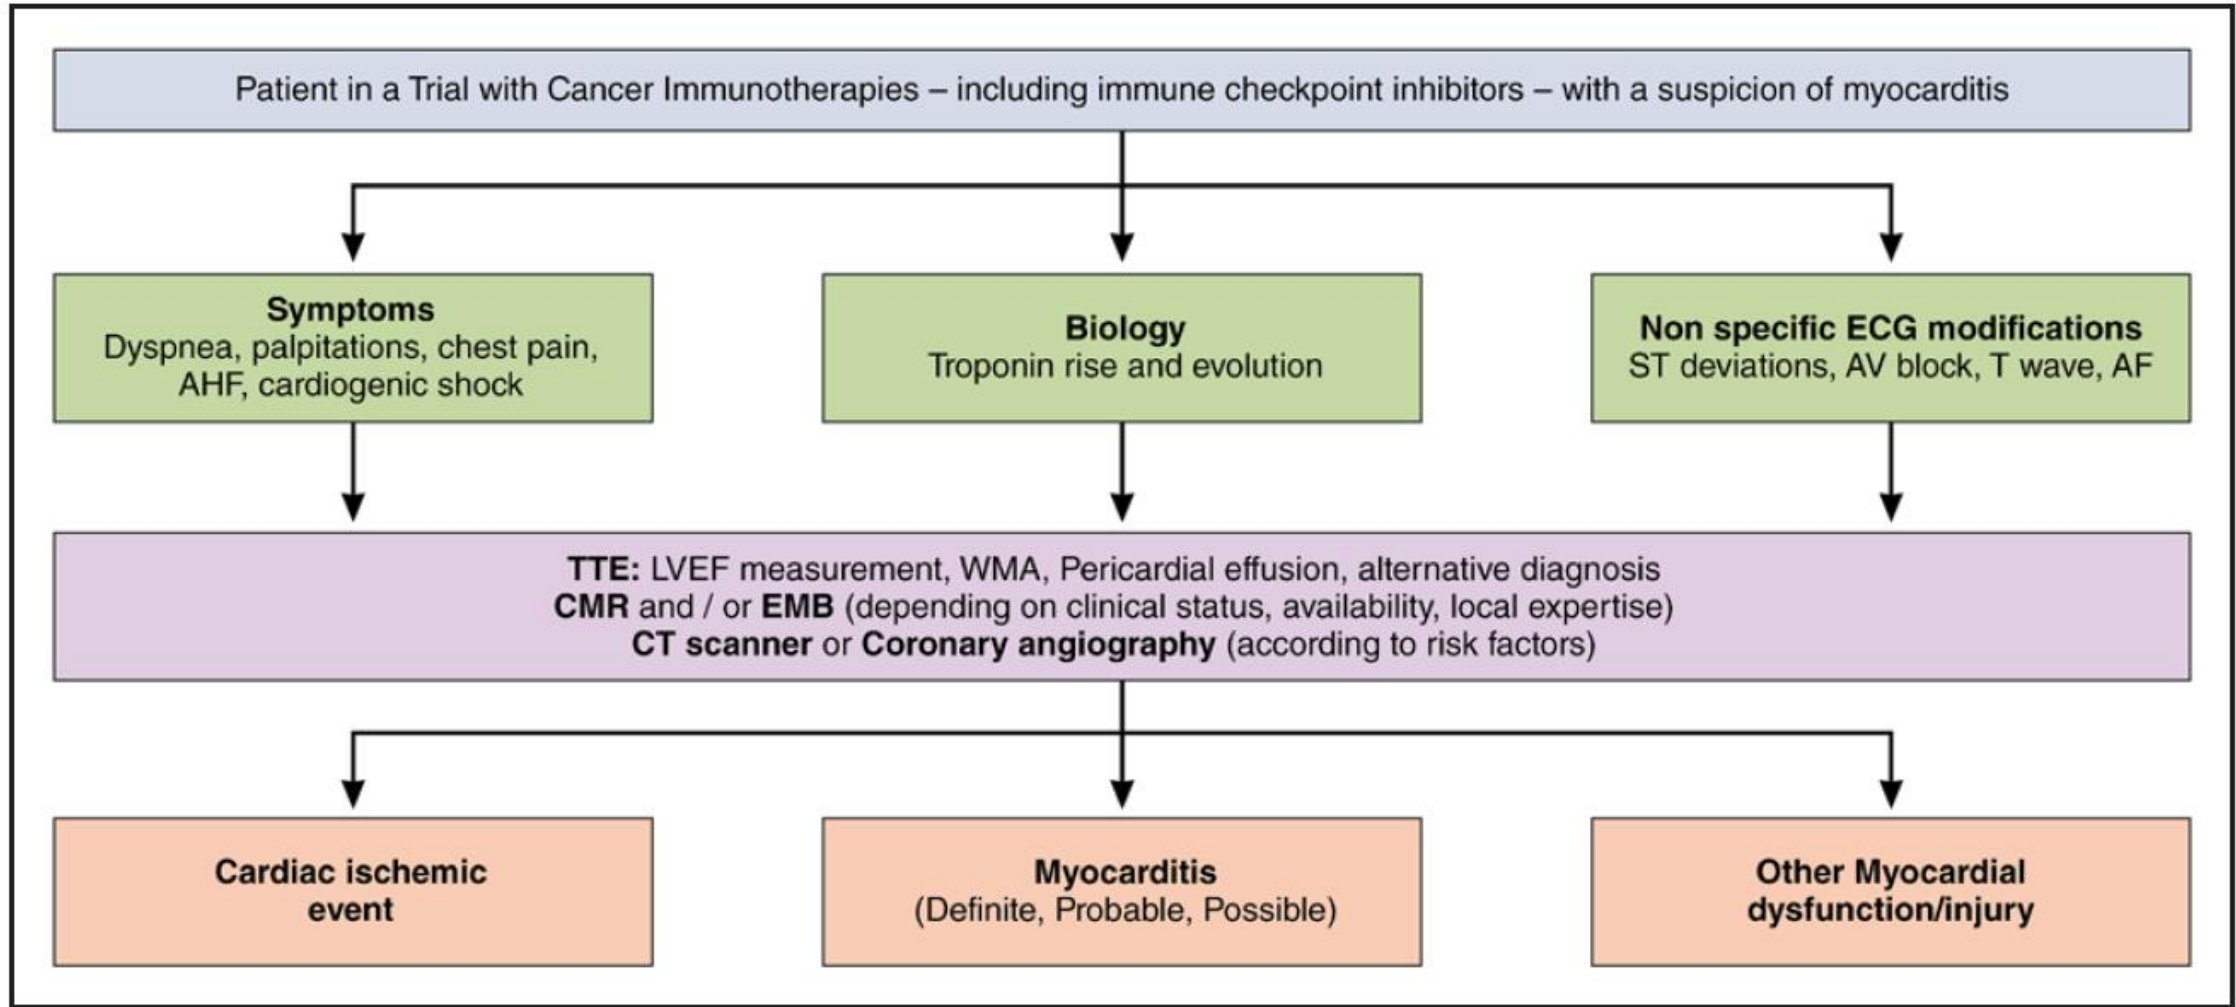 Patient in a Trial with Cancer Immunotherapies – including immune checkpoint inhibitors – with a suspicion of myocarditis
Symptoms
Dyspnea, palpitations, chest pain,
AHF, cardiogenic shock
Biology
Troponin rise and evolution
Non specific ECG modifications
ST deviations, AV block, T wave, AF
TTE: LVEF measurement, WMA, Pericardial effusion, alternative diagnosis
CMR and / or EMB (depending on clinical status, availability, local expertise)
CT scanner or Coronary angiography (according to risk factors)
Cardiac ischemic
event
Myocarditis
(Definite, Probable, Possible)
Other Myocardial
dysfunction/injury